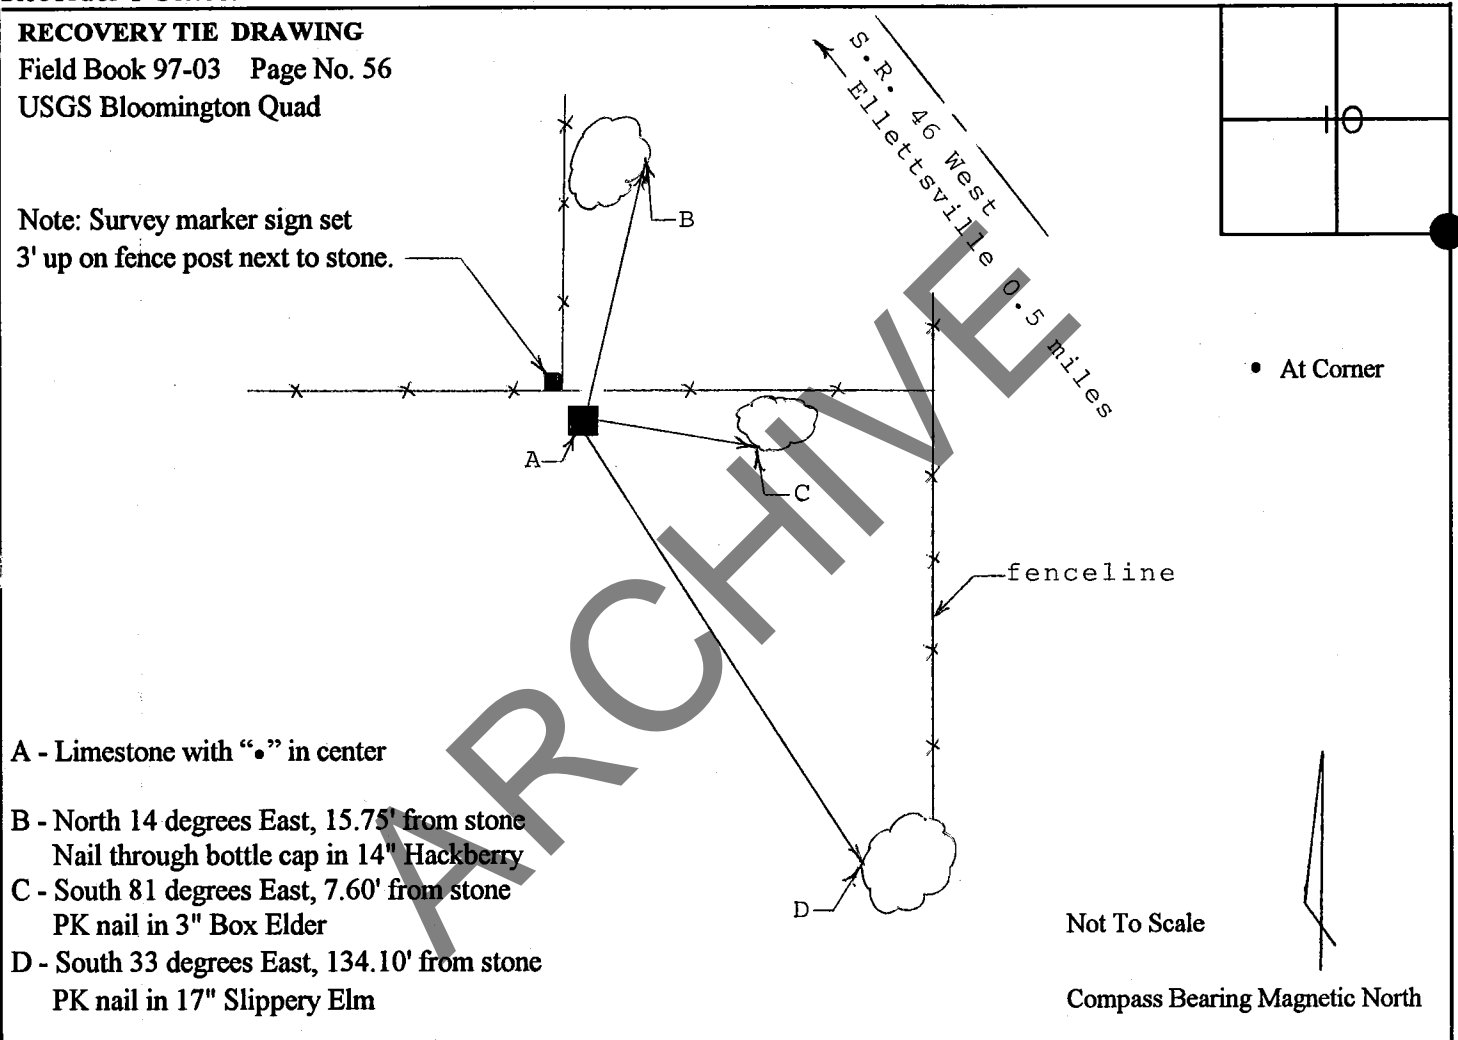 RECOVERY TIE DRAWING
Field Book 97-03 Page No. 56
USGS Bloomington Quad
Note: Survey marker sign set
3' up on fence post next to stone.
S.R. 46 West
Ellettsville 0.5 miles
10
B
• At Corner
A
C
fenceline
D
ARCHIVE
A - Limestone with “•” in center
B - North 14 degrees East, 15.75' from stone
Nail through bottle cap in 14" Hackberry
C - South 81 degrees East, 7.60' from stone
PK nail in 3" Box Elder
D - South 33 degrees East, 134.10' from stone
PK nail in 17" Slippery Elm
Not To Scale
Compass Bearing Magnetic North